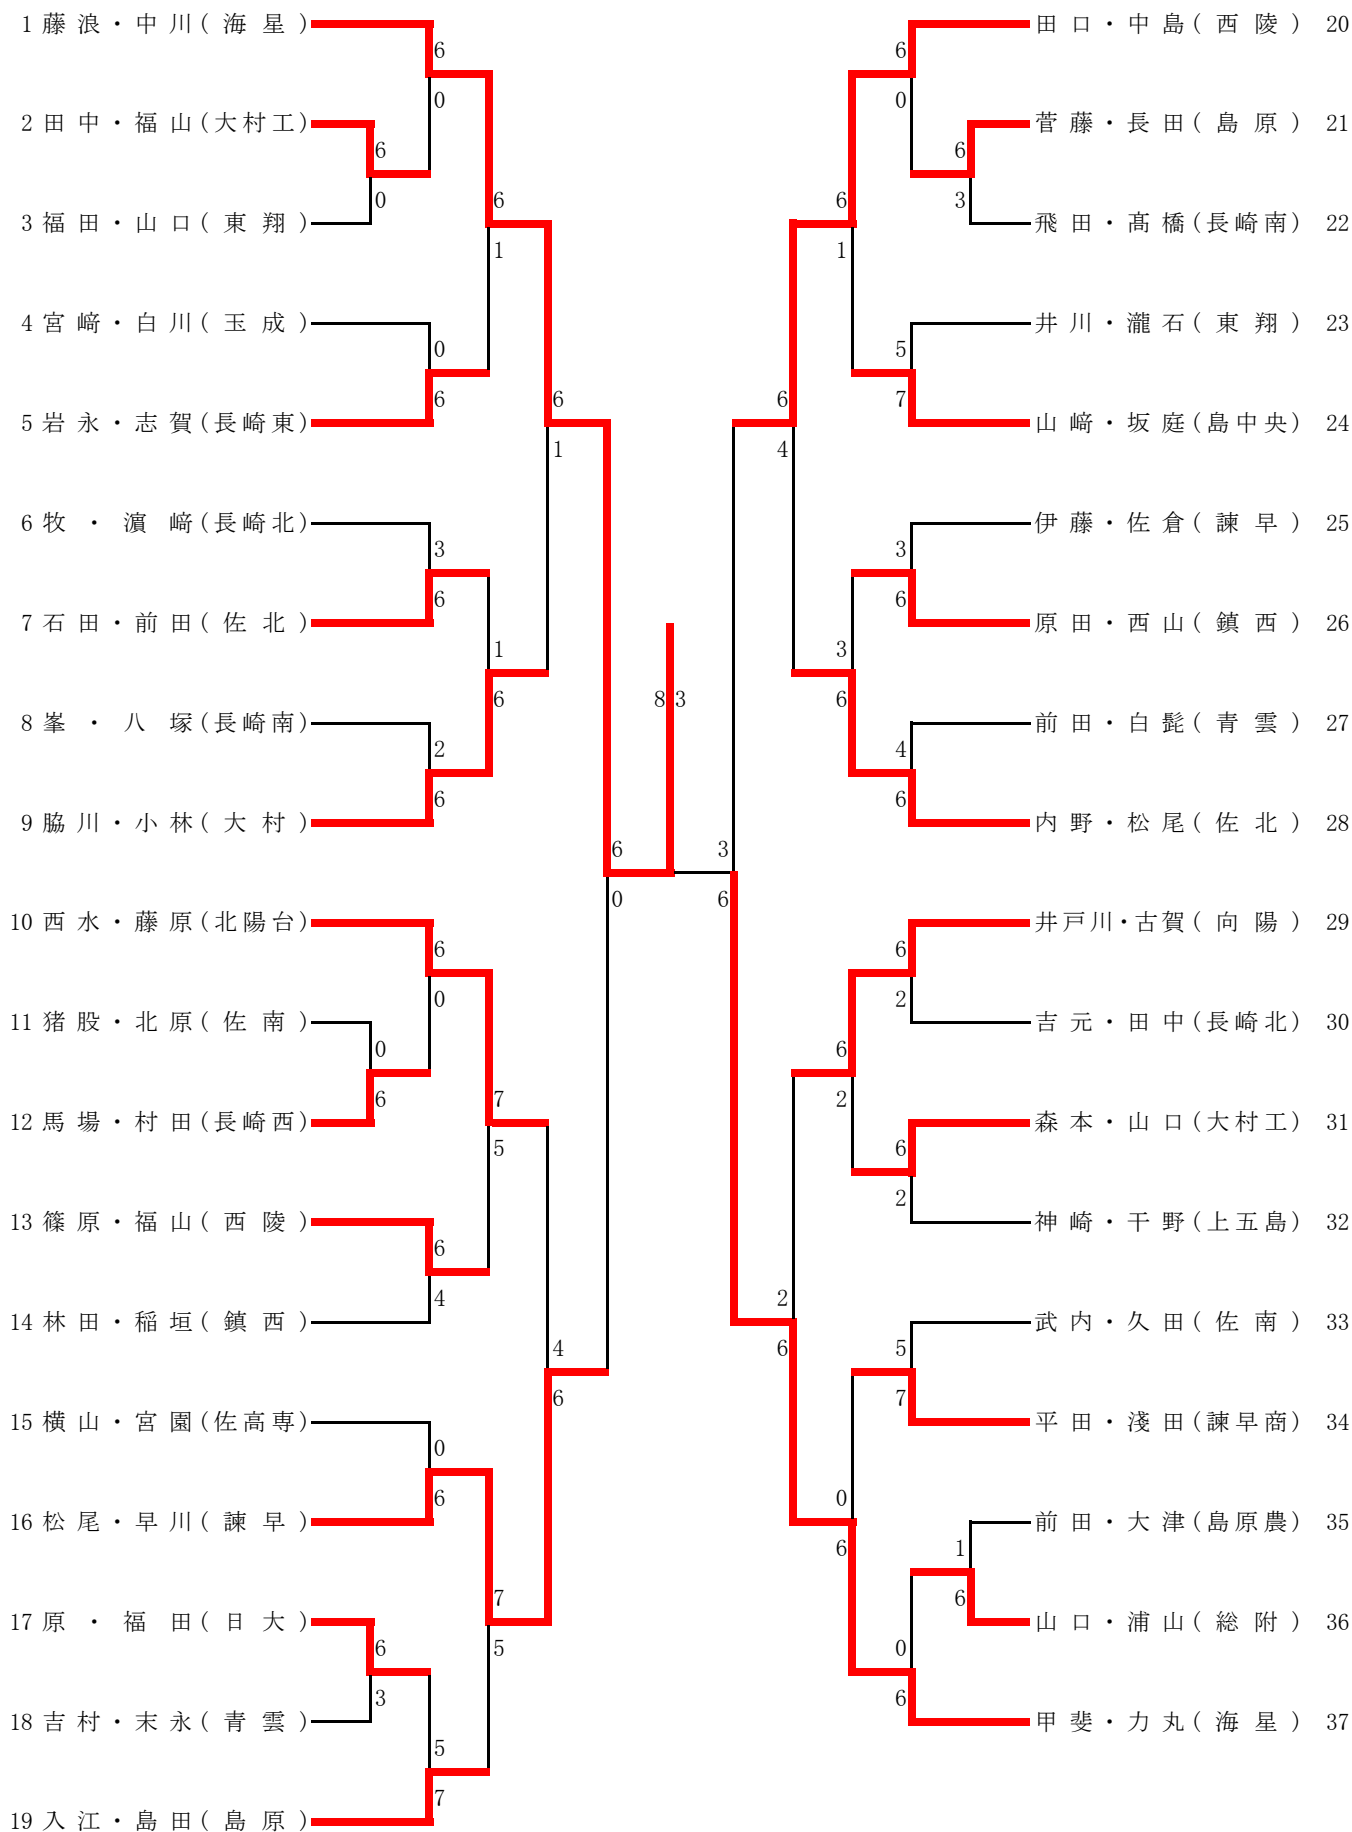 1 藤浪・中川(海星)
6
0
2 田中・福山(大村工)
6
0
3 福田・山口(東翔)
6
1
4 宮﨑・白川(玉成)
0
6
5 岩永・志賀(長崎東)
6
1
6 牧・濵﨑(長崎北)
3
6
7 石田・前田(佐北)
1
6
8 峯・八塚(長崎南)
2
6
9 脇川・小林(大村)
6
0
10 西水・藤原(北陽台)
6
0
11 猪股・北原(佐南)
0
6
12 馬場・村田(長崎西)
7
5
13 篠原・福山(西陵)
6
4
14 林田・稲垣(鎮西)
4
6
15 横山・宮園(佐高専)
0
6
16 松尾・早川(諫早)
7
5
17 原・福田(日大)
6
3
18 吉村・末永(青雲)
5
7
19 入江・島田(島原)
8 3
田口・中島(西陵) 20
6
0
菅藤・長田(島原) 21
6
3
飛田・髙橋(長崎南) 22
6
1
井川・瀧石(東翔) 23
5
7
山﨑・坂庭(島中央) 24
6
4
伊藤・佐倉(諫早) 25
3
6
原田・西山(鎮西) 26
3
6
前田・白髭(青雲) 27
4
6
内野・松尾(佐北) 28
3
6
井戸川・古賀(向陽) 29
6
2
吉元・田中(長崎北) 30
6
2
森本・山口(大村工) 31
6
2
神崎・干野(上五島) 32
2
6
武内・久田(佐南) 33
5
7
平田・淺田(諫早商) 34
0
6
前田・大津(島原農) 35
1
6
山口・浦山(総附) 36
0
6
甲斐・力丸(海星) 37